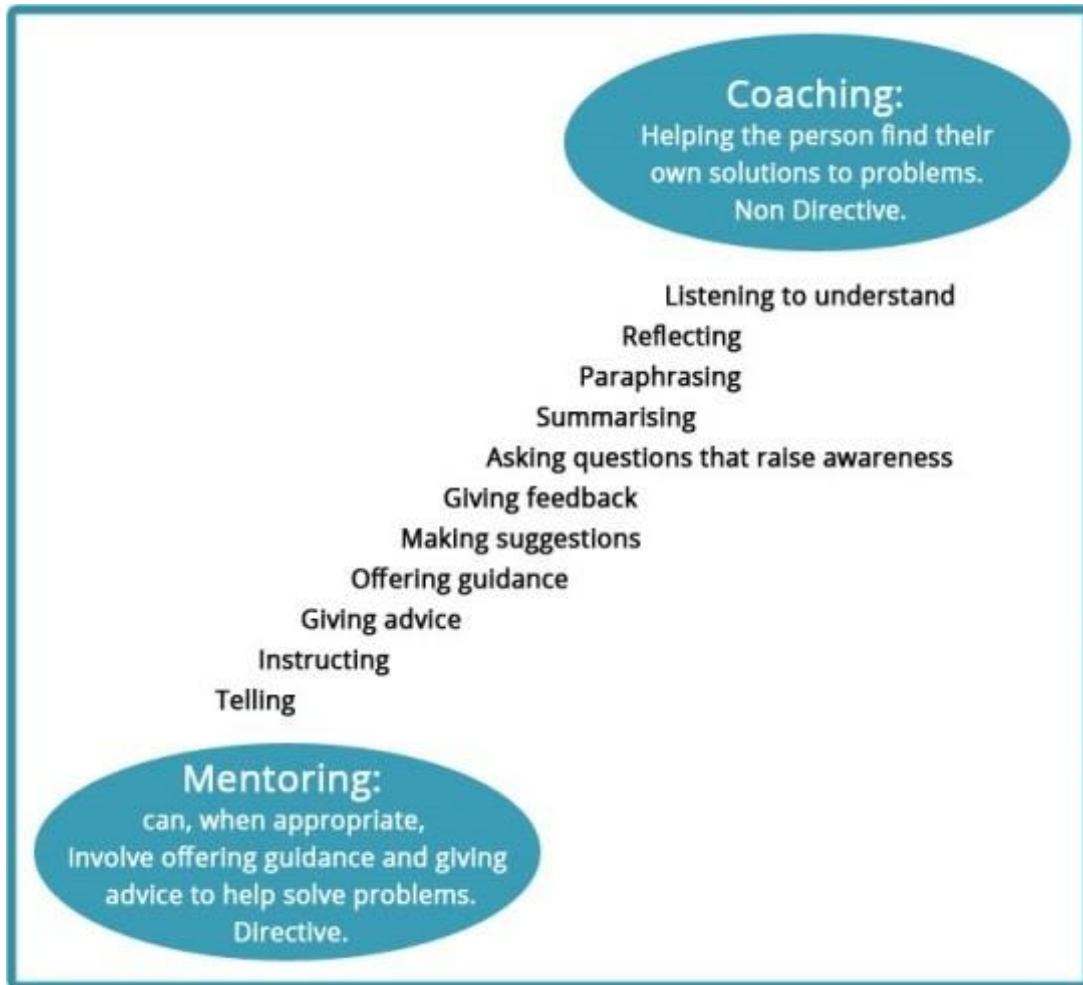 Coaching:
Helping the person find their
own solutions to problems.
Non Directive.
Listening to understand
Reflecting
Paraphrasing
Summarising
Asking questions that raise awareness
Giving feedback
Making suggestions
Offering guidance
Giving advice
Instructing
Telling
Mentoring:
can, when appropriate,
involve offering guidance and giving
advice to help solve problems.
Directive.